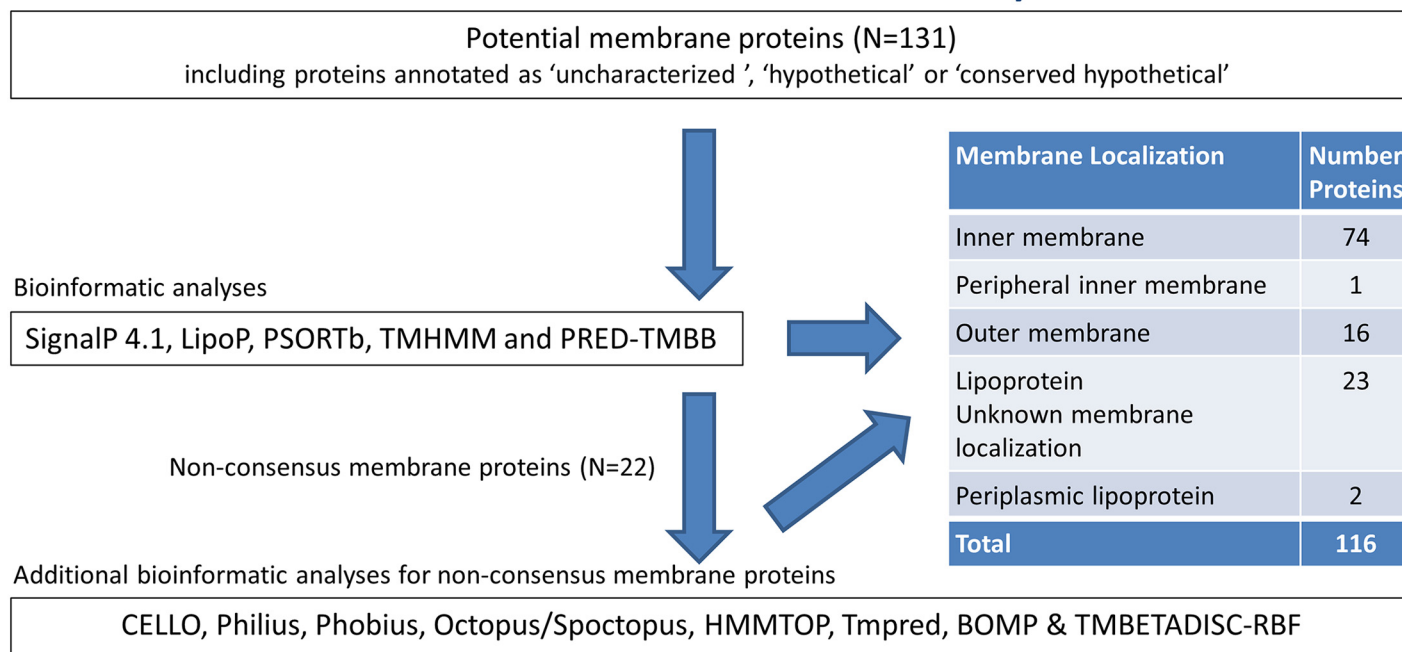 Potential membrane proteins (N=131)
including proteins annotated as ‘uncharacterized ’, ‘hypothetical’ or ‘conserved hypothetical’
Membrane Localization Number
Proteins
Inner membrane 74
Peripheral inner membrane 1
Outer membrane 16
Lipoprotein 23
Unknown membrane
localization
Periplasmic lipoprotein 2
Total 116
Bioinformatic analyses
SignalP 4.1, LipoP, PSORTb, TMHMM and PRED-TMBB
Non-consensus membrane proteins (N=22)
Additional bioinformatic analyses for non-consensus membrane proteins
CELLO, Philius, Phobius, Octopus/Spoctopus, HMMTOP, Tmpred, BOMP & TMBETADISC-RBF